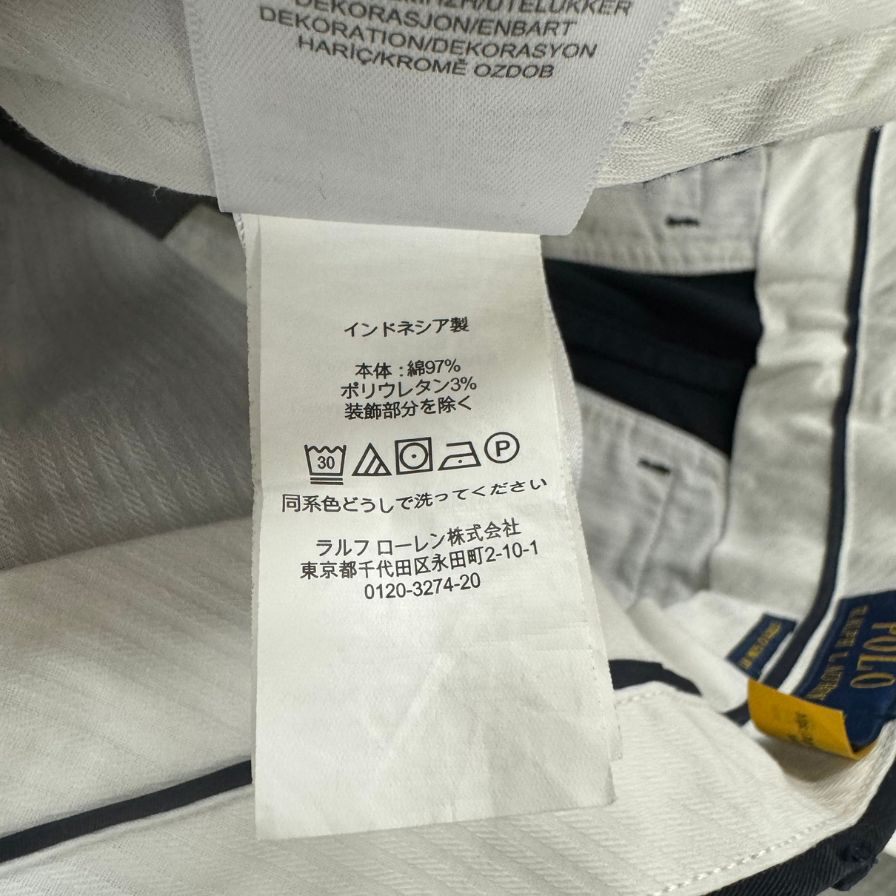 DEKORASJON/ENBART
DEKORATION/DEKORASYON
HARİÇ/KROMĚ OZDOB
インドネシア製
本体 : 綿97%
ポリウレタン3%
装飾部分を除く
30
P
同系色どうしで洗ってください
ラルフ ローレン株式会社
東京都千代田区永田町2-10-1
0120-3274-20
POLO
RALPH LAUREN